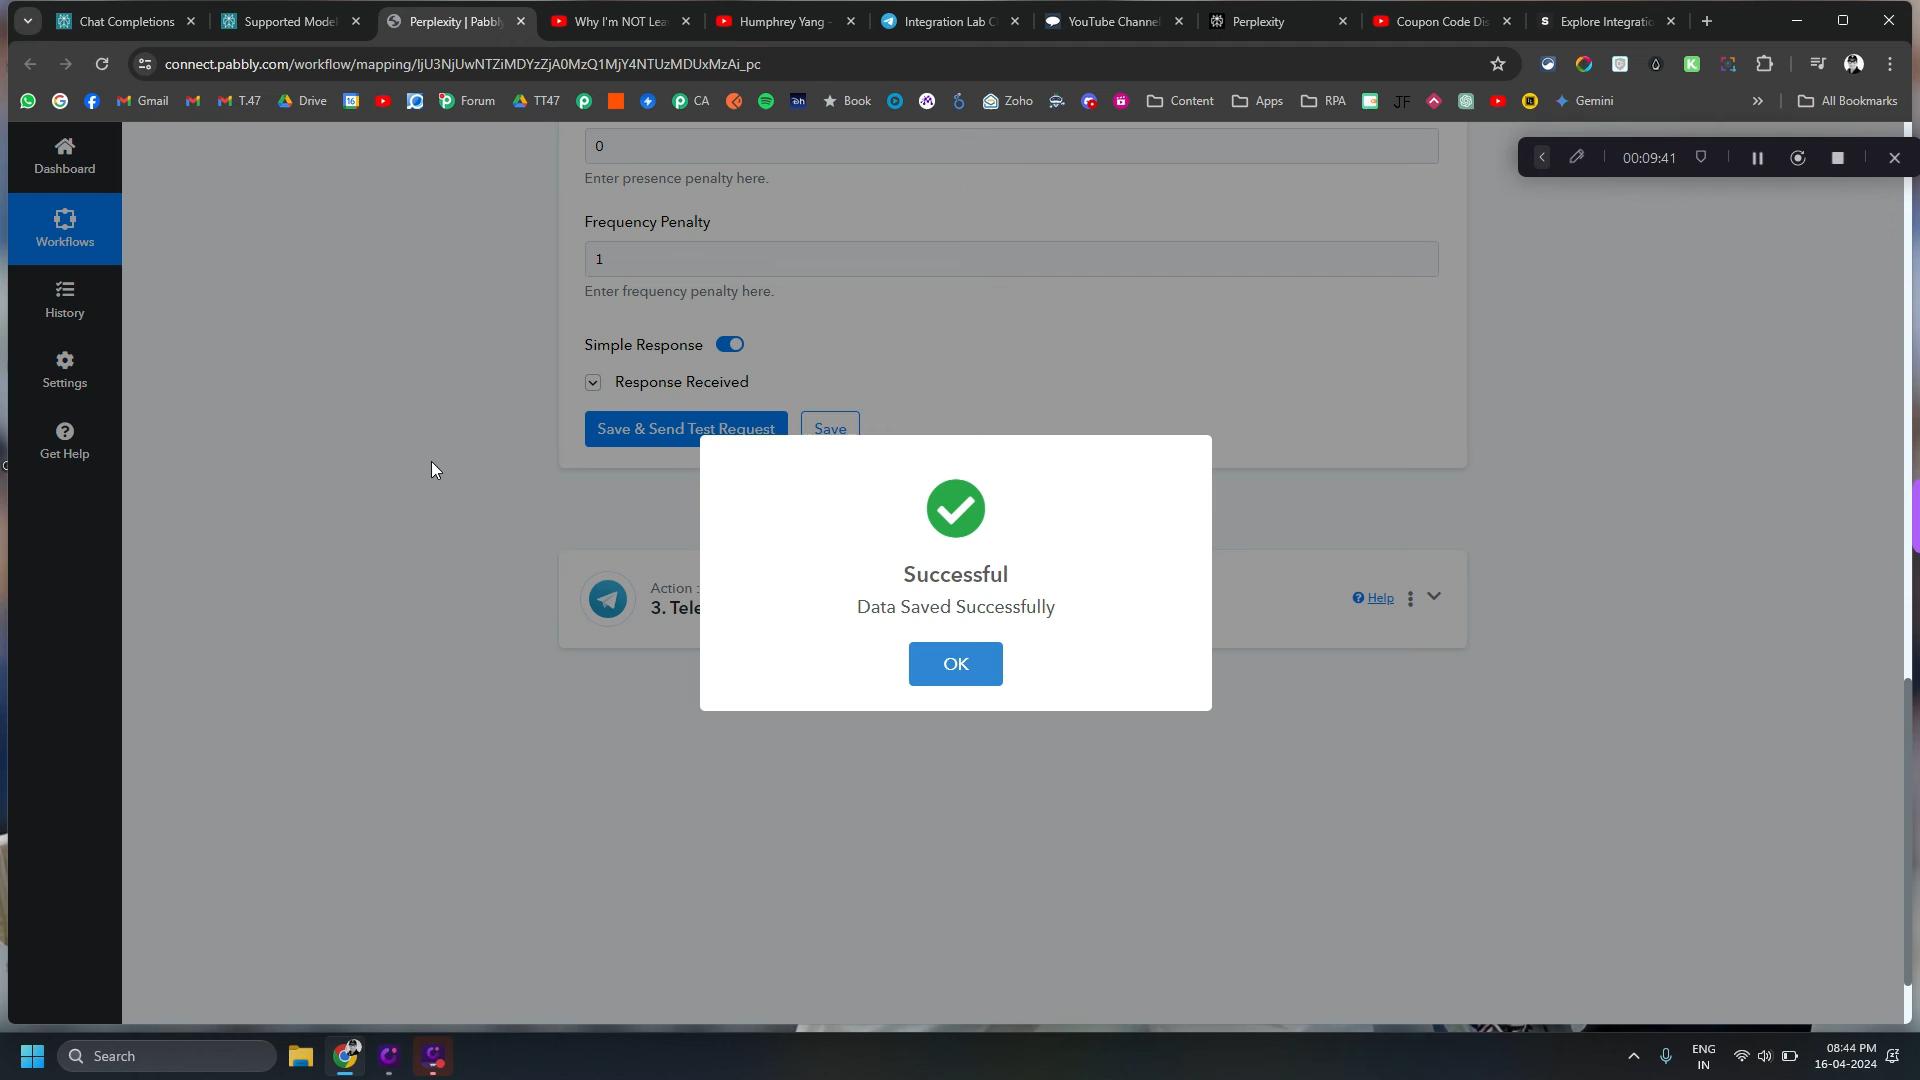 Chat Completions
Supported Model
Perplexity | Pabbly
Why I'm NOT Lea
Humphrey Yang -
Integration Lab C
YouTube Channel
Perplexity
Coupon Code Dis
Explore Integratio
connect.pabbly.com/workflow/mapping/IjU3NjUwNTZiMDYzZjA0MzQ1MjY4NTUzMDUxMzAi_pc
Gmail
T.47
Drive
Forum
TT47
CA
Book
Zoho
Content
Apps
RPA
JF
Gemini
»
All Bookmarks
Dashboard
Workflows
History
Settings
Get Help
00:09:41
0
Enter presence penalty here.
Frequency Penalty
1
Enter frequency penalty here.
Simple Response
Response Received
Save & Send Test Request
Save
Successful
Data Saved Successfully
OK
Action :
3. Tele
Help
Search
ENG
IN
08:44 PM
16-04-2024